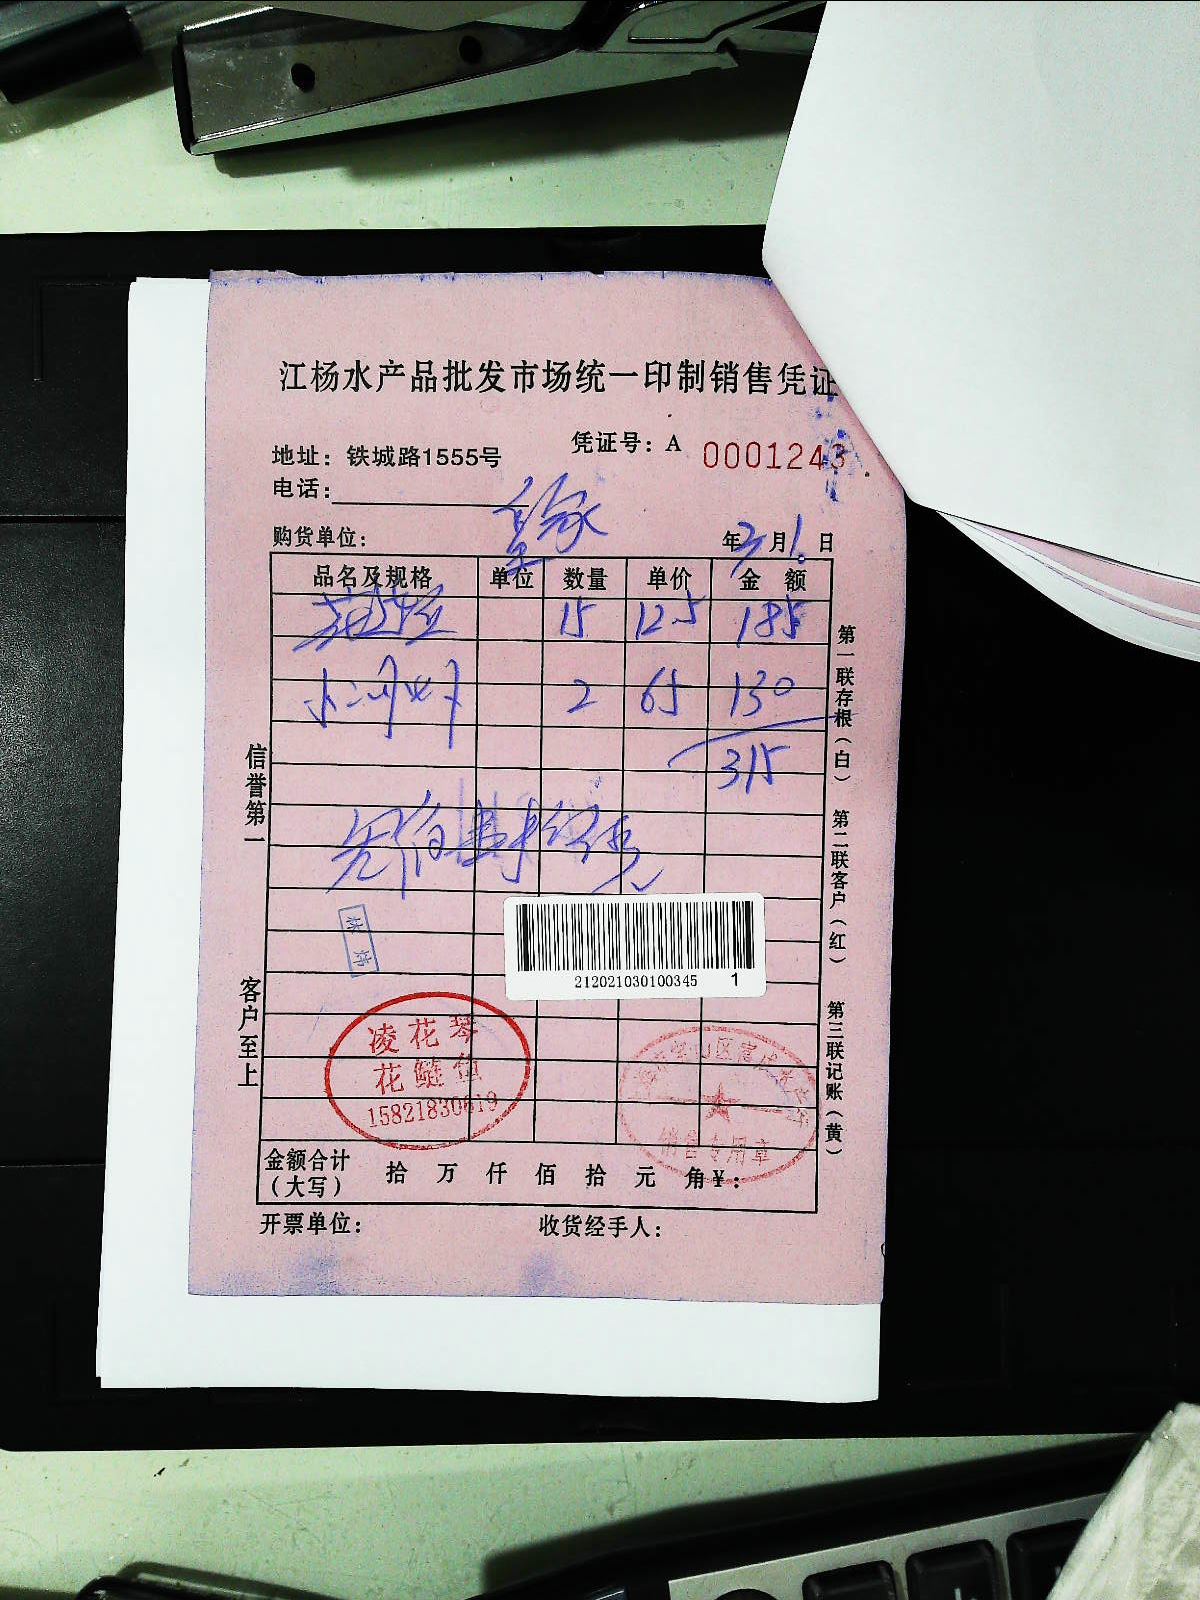 江杨水产品批发市场统一印制销售凭证
凭证号：A 0001243
地址：铁城路1555号
电话：
购货单位：
年3月1日
品名及规格 单位 数量 单价 金额
15 12.5 185
2 65 130
315
信誉第一
客户至上
第一联存根（白） 第二联客户（红） 第三联记账（黄）
212021030100345 1
凌花琴
花鲢鱼
15821830619
销售专用章
金额合计（大写） 拾 万 仟 佰 拾 元 角 ¥：
开票单位： 收货经手人：